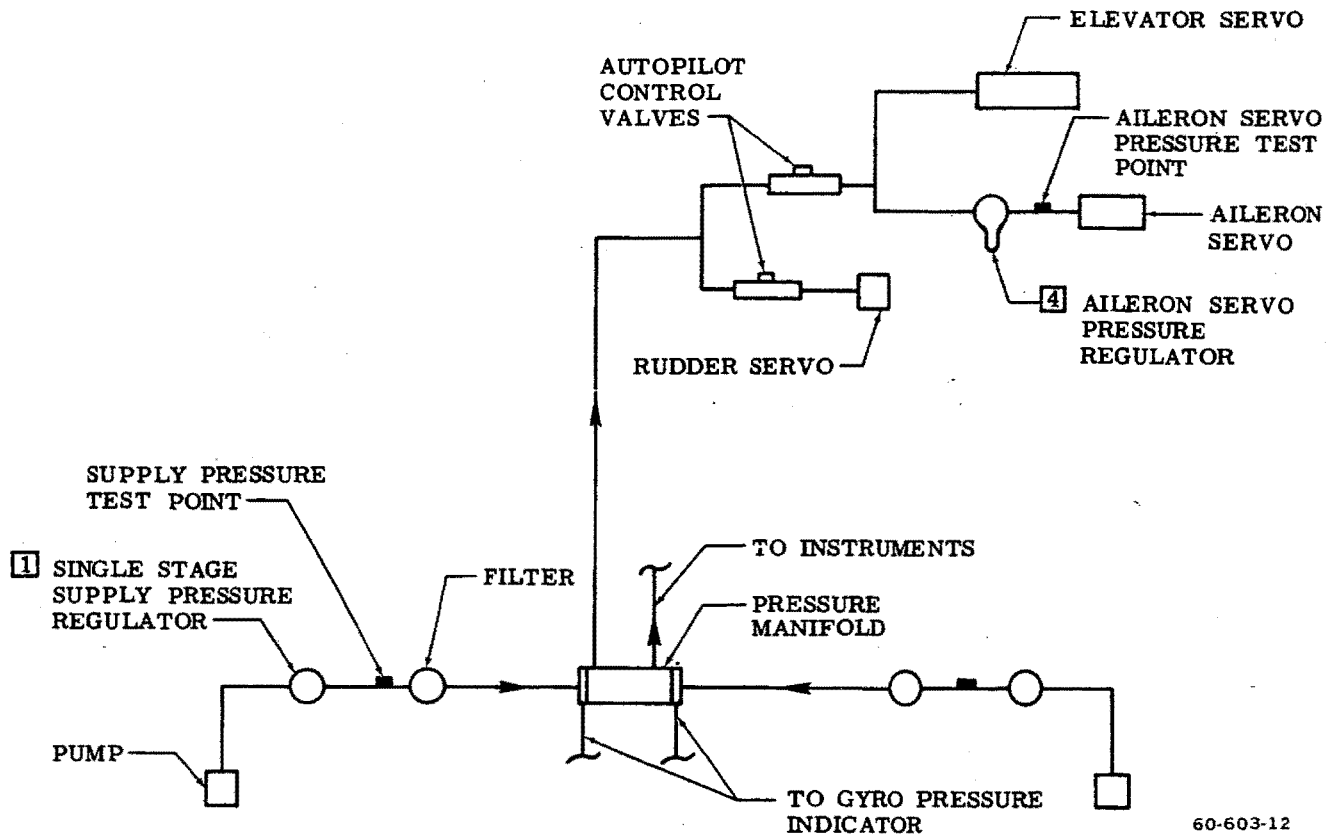 ELEVATOR SERVO
AUTOPILOT
CONTROL
VALVES
AILERON SERVO
PRESSURE TEST
POINT
AILERON
SERVO
4 AILERON SERVO
PRESSURE
REGULATOR
RUDDER SERVO
SUPPLY PRESSURE
TEST POINT
1 SINGLE STAGE
SUPPLY PRESSURE
REGULATOR
FILTER
TO INSTRUMENTS
PRESSURE
MANIFOLD
PUMP
TO GYRO PRESSURE
INDICATOR
60-603-12